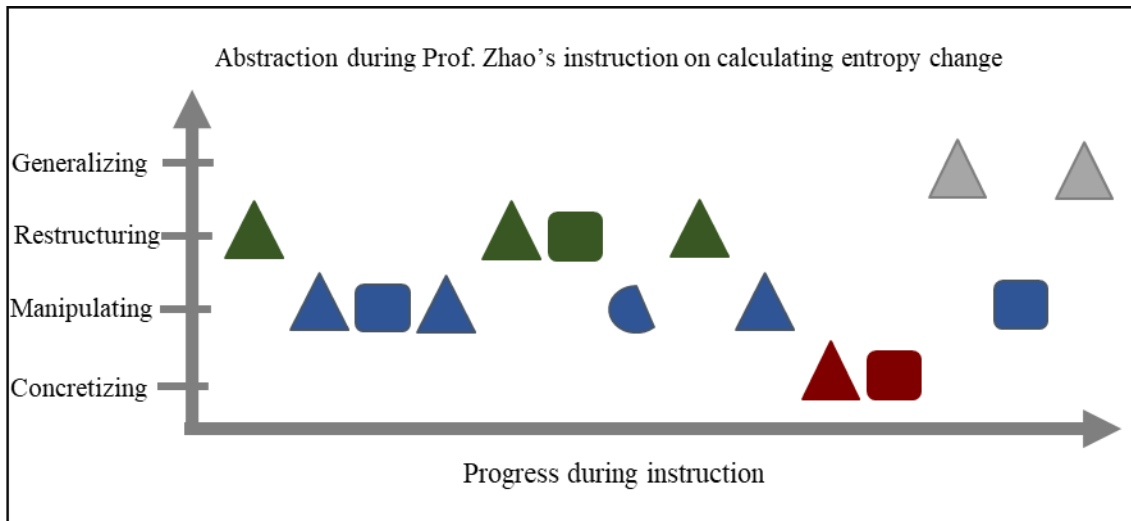 Abstraction during Prof. Zhao’s instruction on calculating entropy change
Generalizing
Restructuring
Manipulating
Concretizing
Progress during instruction